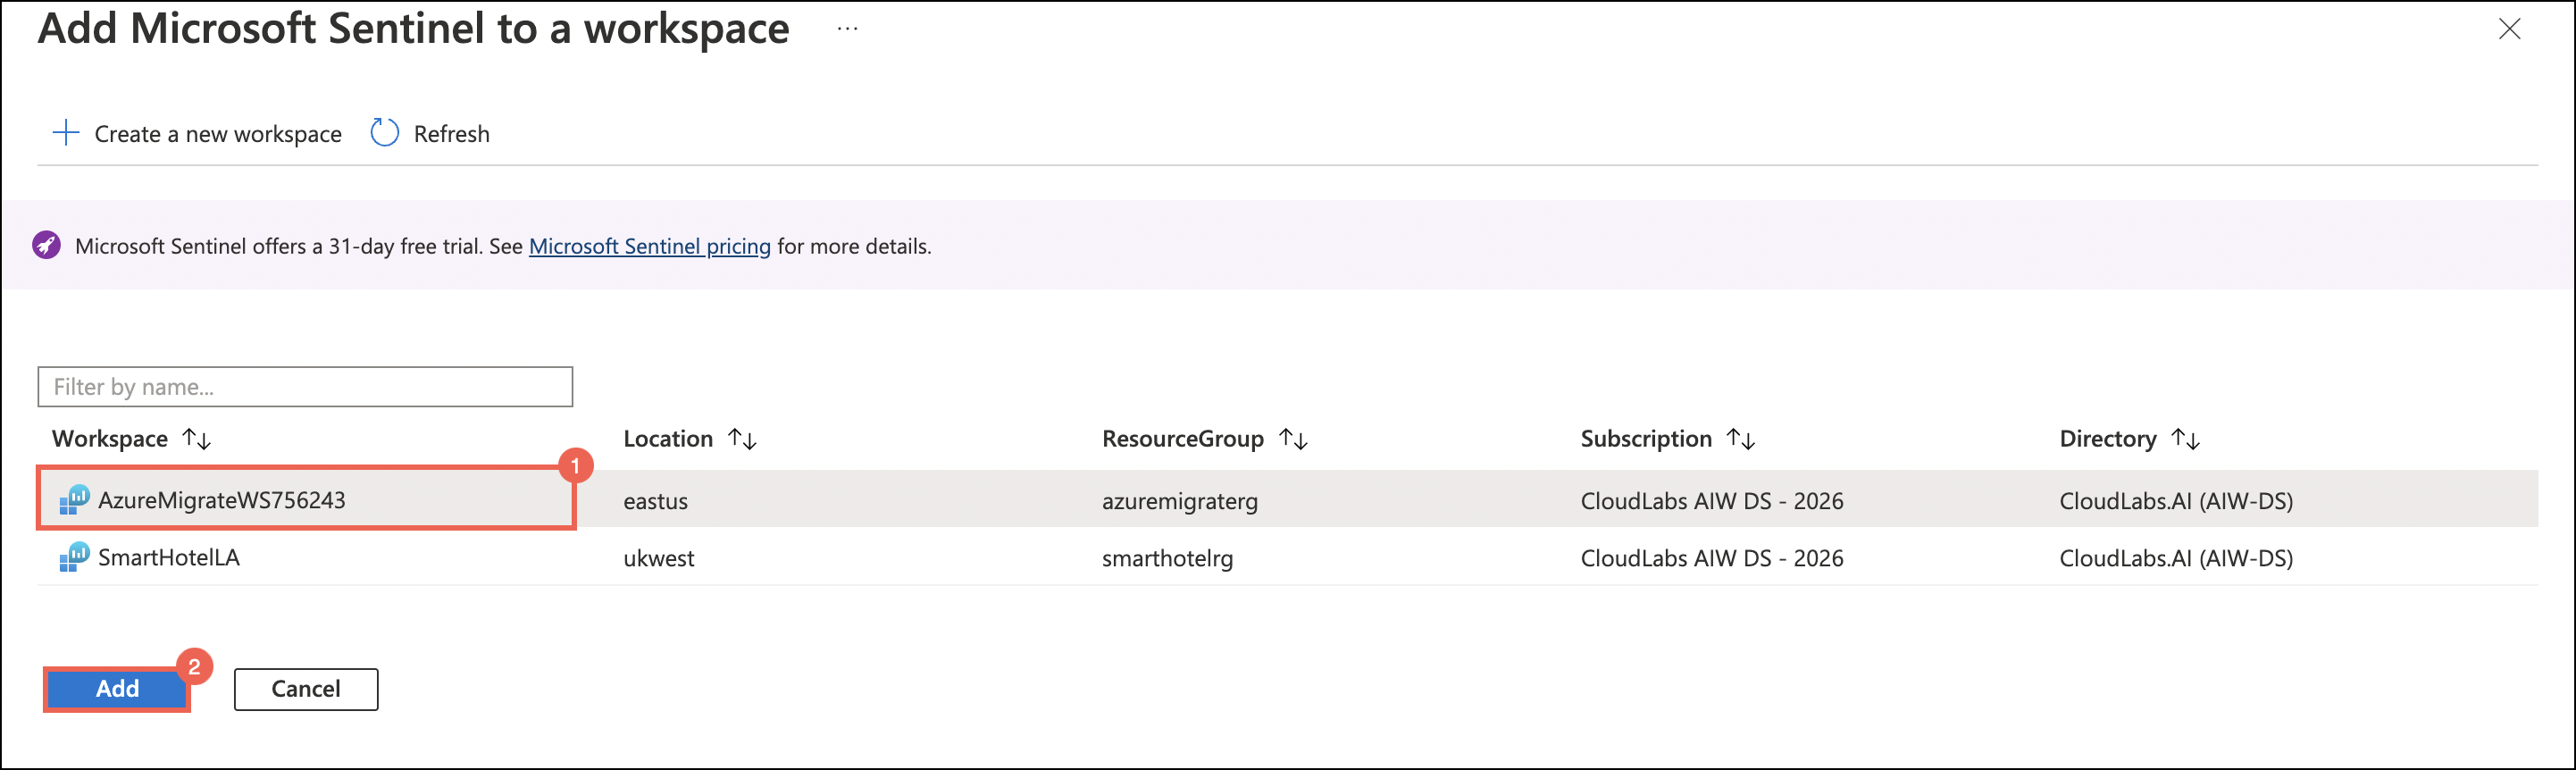 Add Microsoft Sentinel to a workspace ...
Create a new workspace Refresh
Microsoft Sentinel offers a 31-day free trial. See Microsoft Sentinel pricing for more details.
Filter by name...
Workspace Location ResourceGroup Subscription Directory
1
AzureMigrateWS756243 eastus azuremigraterg CloudLabs AIW DS - 2026 CloudLabs.AI (AIW-DS)
SmartHotelLA ukwest smarthotelrg CloudLabs AIW DS - 2026 CloudLabs.AI (AIW-DS)
2
Add Cancel